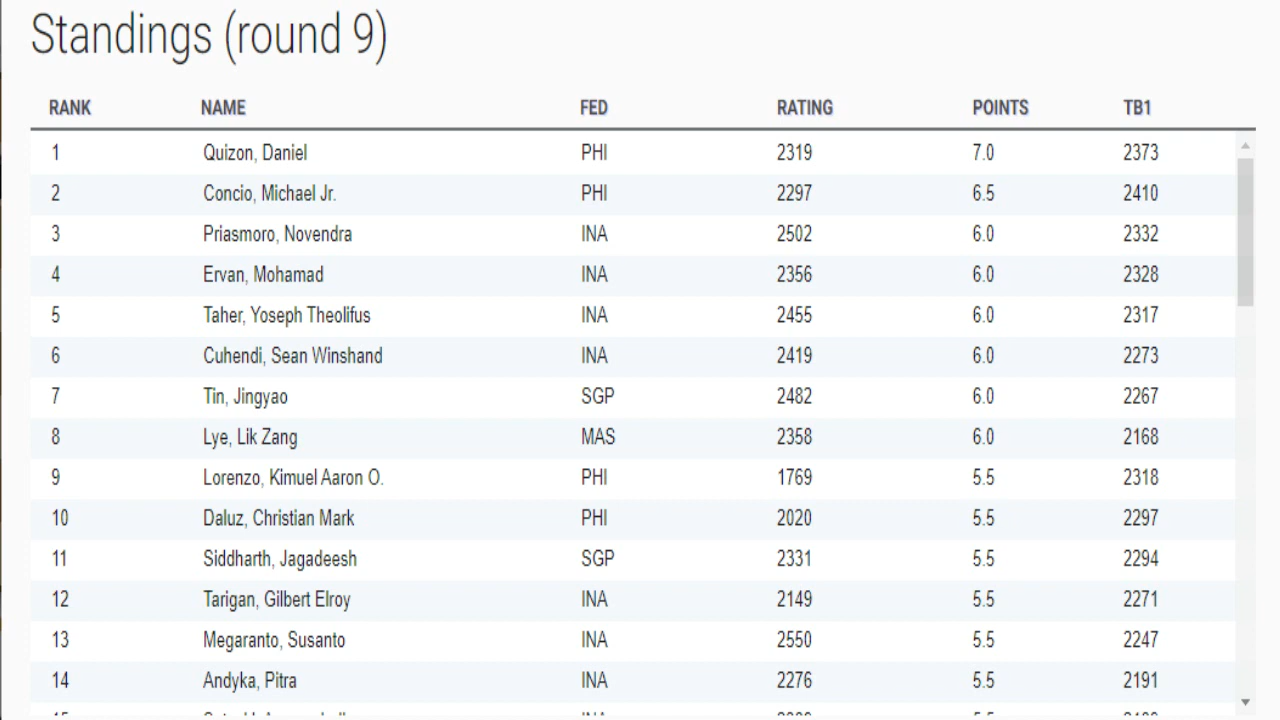 Standings (round 9)
RANK NAME FED RATING POINTS TB1
1 Quizon, Daniel PHI 2319 7.0 2373
2 Concio, Michael Jr. PHI 2297 6.5 2410
3 Priasmoro, Novendra INA 2502 6.0 2332
4 Ervan, Mohamad INA 2356 6.0 2328
5 Taher, Yoseph Theolifus INA 2455 6.0 2317
6 Cuhendi, Sean Winshand INA 2419 6.0 2273
7 Tin, Jingyao SGP 2482 6.0 2267
8 Lye, Lik Zang MAS 2358 6.0 2168
9 Lorenzo, Kimuel Aaron O. PHI 1769 5.5 2318
10 Daluz, Christian Mark PHI 2020 5.5 2297
11 Siddharth, Jagadeesh SGP 2331 5.5 2294
12 Tarigan, Gilbert Elroy INA 2149 5.5 2271
13 Megaranto, Susanto INA 2550 5.5 2247
14 Andyka, Pitra INA 2276 5.5 2191